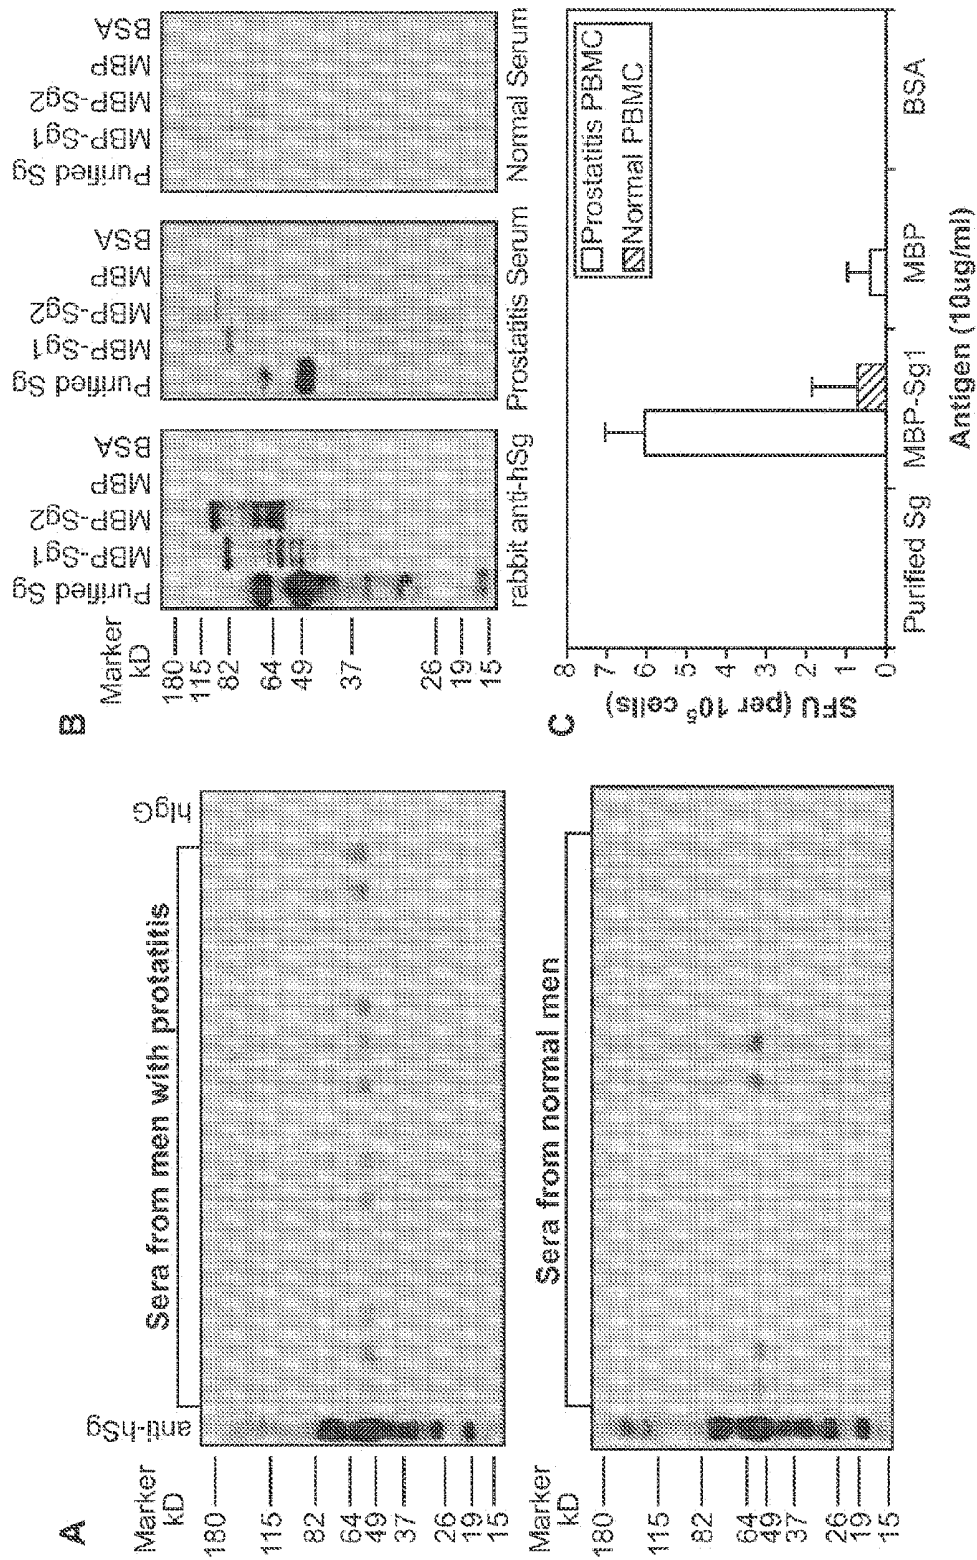 A
Marker
kD
180
115
82
64
49
37
26
19
15
anti-hSg
Sera from men with protatitis
hIgG
Marker
kD
180
115
82
64
49
37
26
19
15
Sera from normal men
B
Marker
kD
180
115
82
64
49
37
26
19
15
Purified Sg
MBP-Sg1
MBP-Sg2
MBP
BSA
rabbit anti-hSg
Purified Sg
MBP-Sg1
MBP-Sg2
MBP
BSA
Prostatitis Serum
Purified Sg
MBP-Sg1
MBP-Sg2
MBP
BSA
Normal Serum
C
SFU (per 10⁵ cells)
8
7
6
5
4
3
2
1
0
Prostatitis PBMC
Normal PBMC
Purified Sg
MBP-Sg1
MBP
BSA
Antigen (10ug/ml)